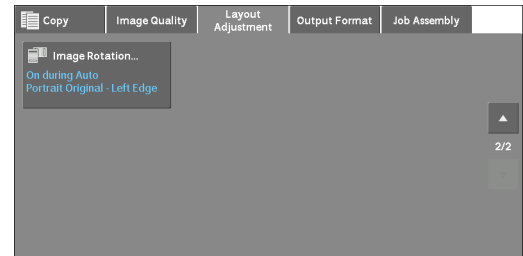 Copy
Image Quality
Layout
Adjustment
Output Format
Job Assembly
Image Rotation...
On during Auto
Portrait Original - Left Edge
2/2